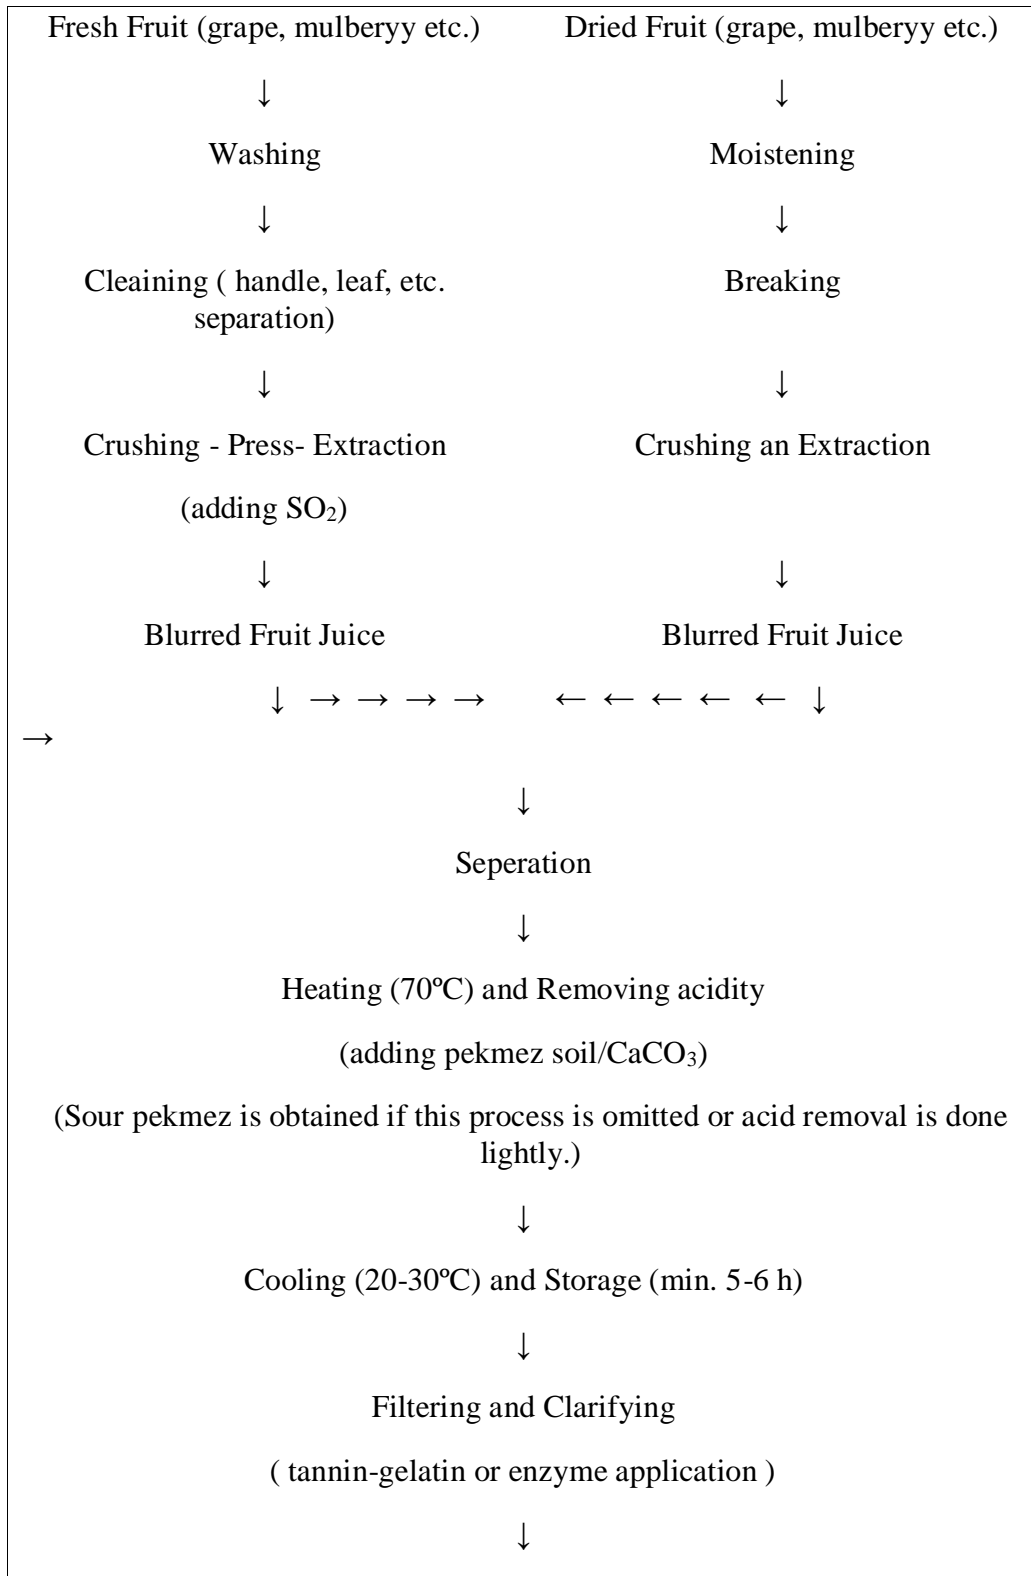 Fresh Fruit (grape, mulberyy etc.) Dried Fruit (grape, mulberyy etc.)
↓ ↓
Washing Moistening
↓ ↓
Cleaining ( handle, leaf, etc. Breaking
separation)
↓ ↓
Crushing - Press- Extraction Crushing an Extraction
(adding SO₂)
↓ ↓
Blurred Fruit Juice Blurred Fruit Juice
↓ → → → → ← ← ← ← ← ↓
→
↓
Seperation
↓
Heating (70ºC) and Removing acidity
(adding pekmez soil/CaCO₃)
(Sour pekmez is obtained if this process is omitted or acid removal is done
lightly.)
↓
Cooling (20-30ºC) and Storage (min. 5-6 h)
↓
Filtering and Clarifying
( tannin-gelatin or enzyme application )
↓